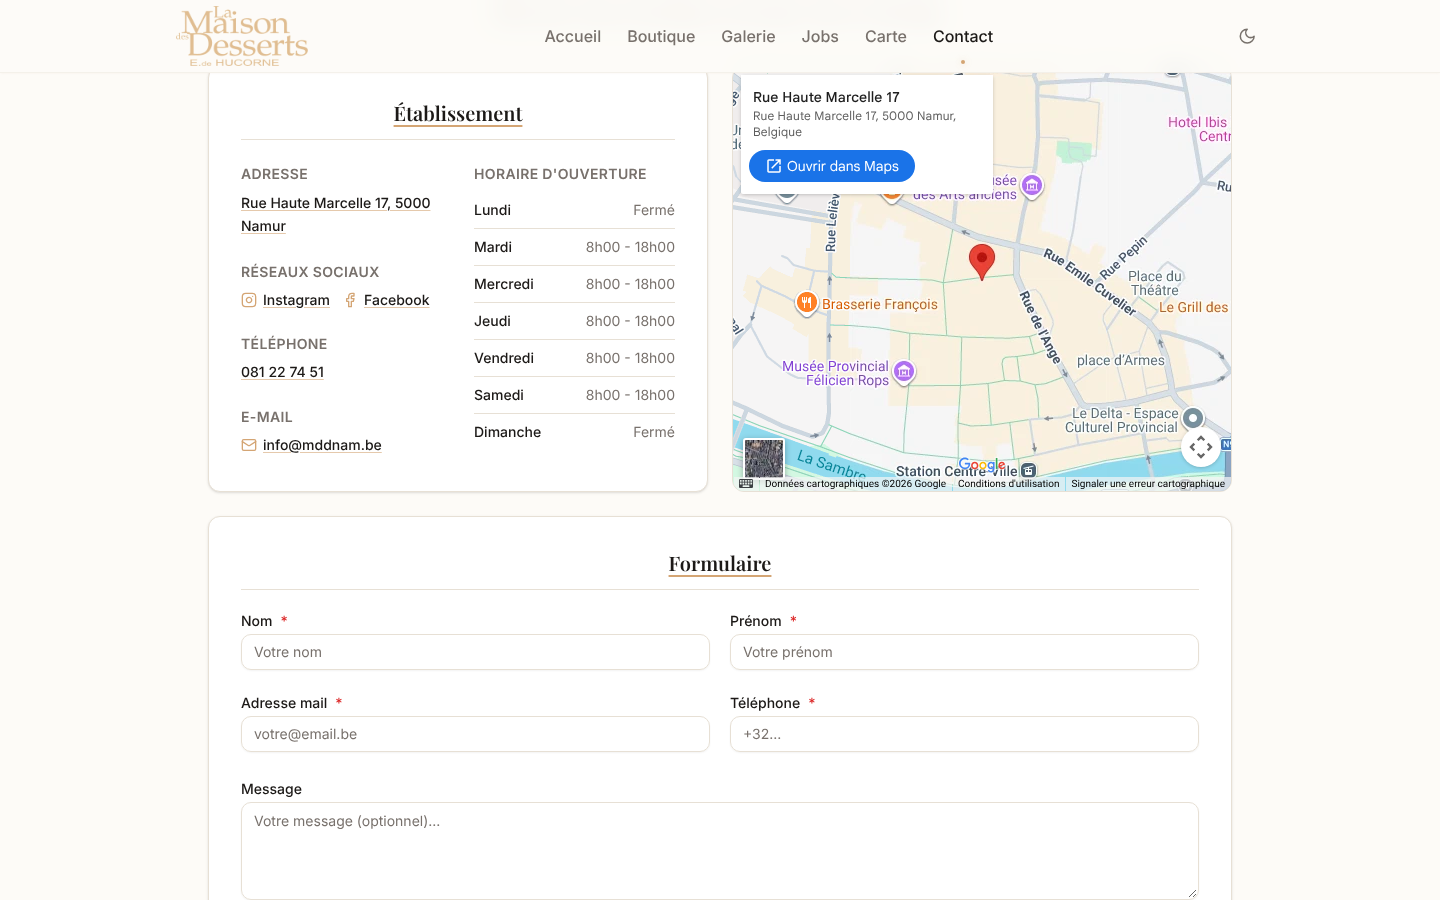 La
Maison
des
Desserts
E. de HUCORNE
Accueil
Boutique
Galerie
Jobs
Carte
Contact
Établissement
ADRESSE
Rue Haute Marcelle 17, 5000
Namur
RÉSEAUX SOCIAUX
Instagram
Facebook
TÉLÉPHONE
081 22 74 51
E-MAIL
info@mddnam.be
HORAIRE D'OUVERTURE
Lundi Fermé
Mardi 8h00 - 18h00
Mercredi 8h00 - 18h00
Jeudi 8h00 - 18h00
Vendredi 8h00 - 18h00
Samedi 8h00 - 18h00
Dimanche Fermé
Rue Haute Marcelle 17
Rue Haute Marcelle 17, 5000 Namur,
Belgique
Ouvrir dans Maps
Hotel Ibis
Centr
des Arts anciens
Ru
Rue Leliè
Rue Emile Cuvelier
Rue Pepin
Place du
Théâtre
Brasserie François
Le Grill des
Rue de l'Ange
place d'Armes
Musée Provincial
Félicien Rops
Le Delta - Espace
Culturel Provincial
La Sambre
Station Centre Ville
Google
Données cartographiques ©2026 Google
Conditions d'utilisation
Signaler une erreur cartographique
Formulaire
Nom *
Votre nom
Prénom *
Votre prénom
Adresse mail *
votre@email.be
Téléphone *
+32...
Message
Votre message (optionnel)...